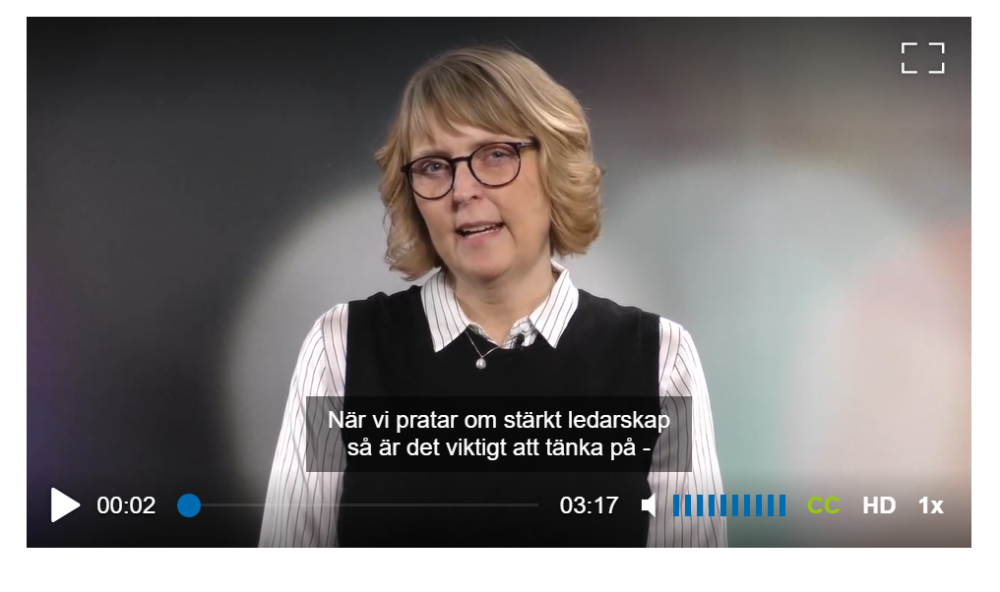 När vi pratar om stärkt ledarskap
så är det viktigt att tänka på -
00:02 03:17 CC HD 1x